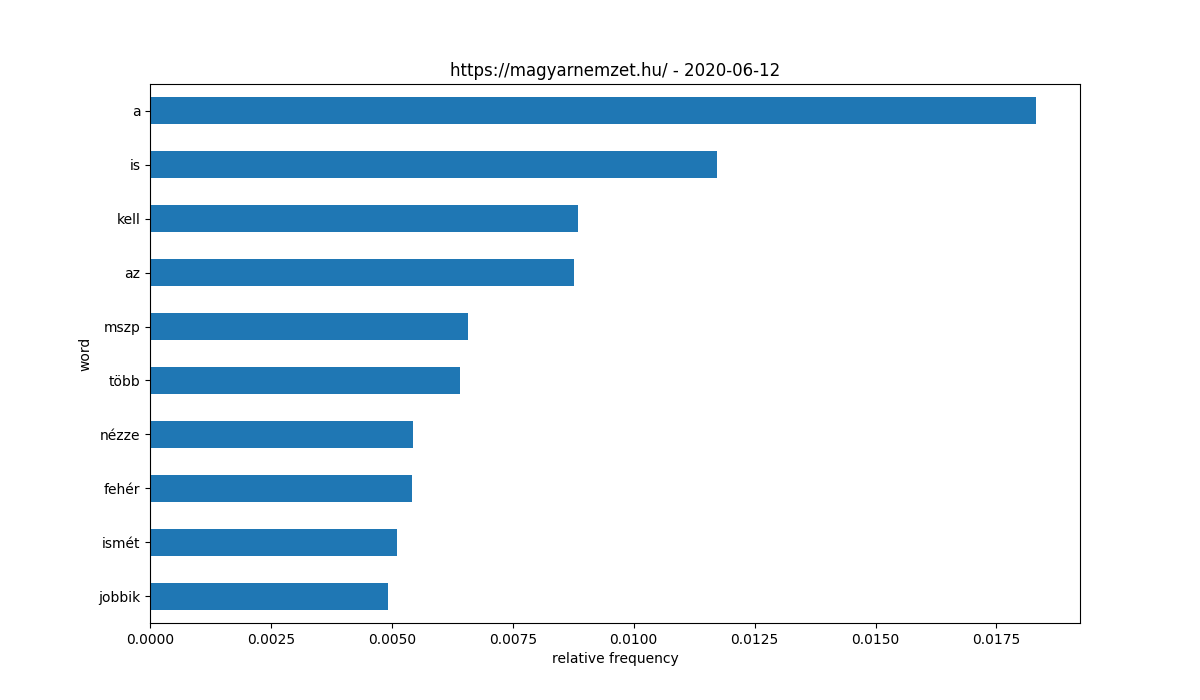 https://magyarnemzet.hu/ - 2020-06-12
a
is
kell
az
mszp
több
nézze
fehér
ismét
jobbik
word
0.0000 0.0025 0.0050 0.0075 0.0100 0.0125 0.0150 0.0175
relative frequency